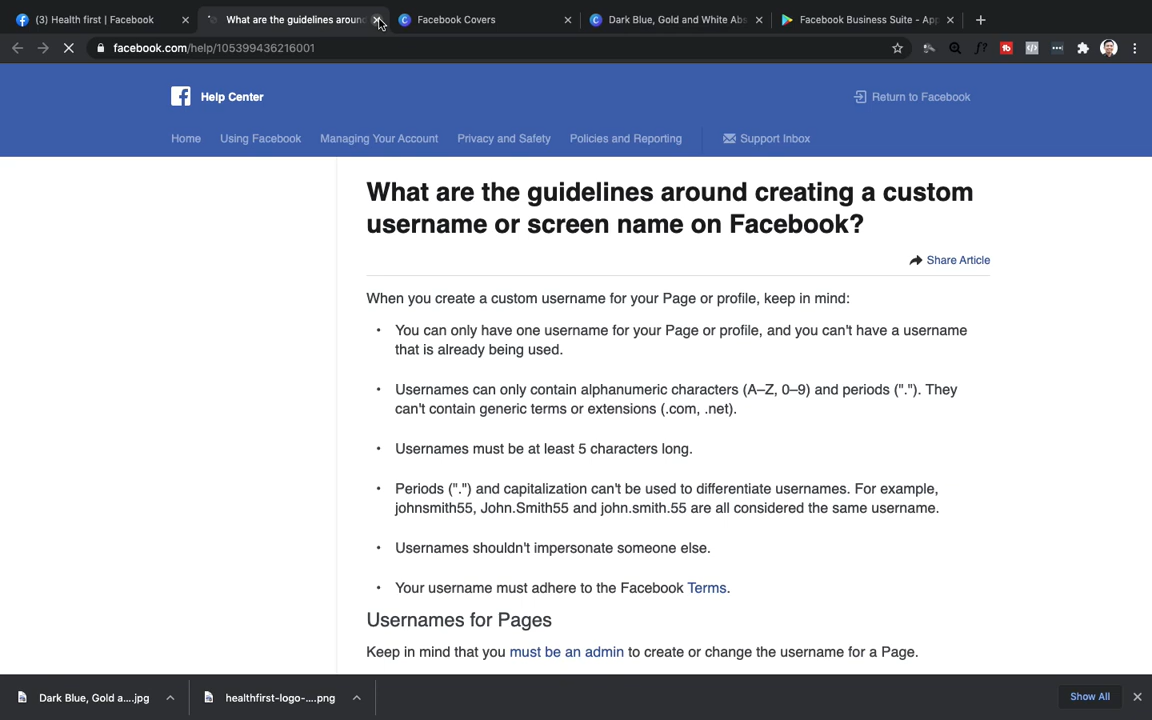 (3) Health first | Facebook
What are the guidelines aroun
Facebook Covers
Dark Blue, Gold and White Abs
Facebook Business Suite - App
facebook.com/help/105399436216001
Help Center
Return to Facebook
Home
Using Facebook
Managing Your Account
Privacy and Safety
Policies and Reporting
Support Inbox
What are the guidelines around creating a custom
username or screen name on Facebook?
Share Article
When you create a custom username for your Page or profile, keep in mind:
• You can only have one username for your Page or profile, and you can't have a username
that is already being used.
• Usernames can only contain alphanumeric characters (A–Z, 0–9) and periods ("."). They
can't contain generic terms or extensions (.com, .net).
• Usernames must be at least 5 characters long.
• Periods (".") and capitalization can't be used to differentiate usernames. For example,
johnsmith55, John.Smith55 and john.smith.55 are all considered the same username.
• Usernames shouldn't impersonate someone else.
• Your username must adhere to the Facebook Terms.
Usernames for Pages
Keep in mind that you must be an admin to create or change the username for a Page.
Dark Blue, Gold a....jpg
healthfirst-logo-....png
Show All